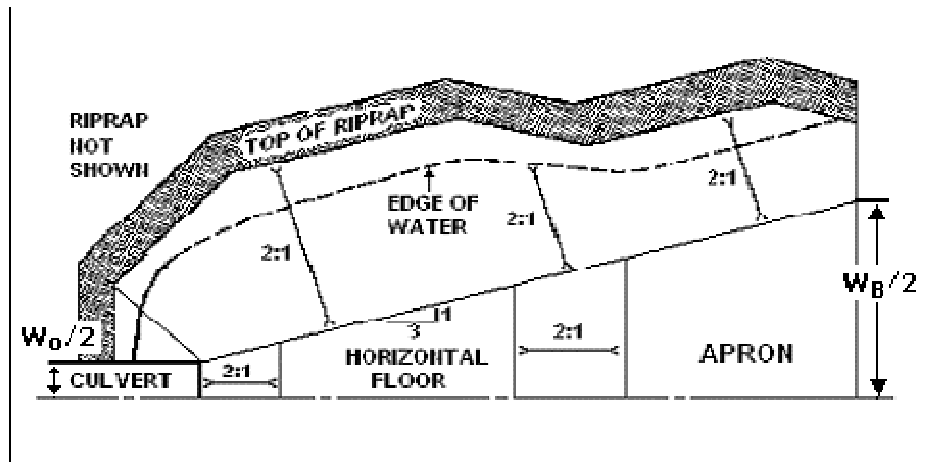 RIPRAP
NOT
SHOWN
TOP OF RIPRAP
EDGE OF
WATER
2:1
2:1
2:1
W₀/2
CULVERT
2:1
1
3
HORIZONTAL
FLOOR
2:1
APRON
W_B/2